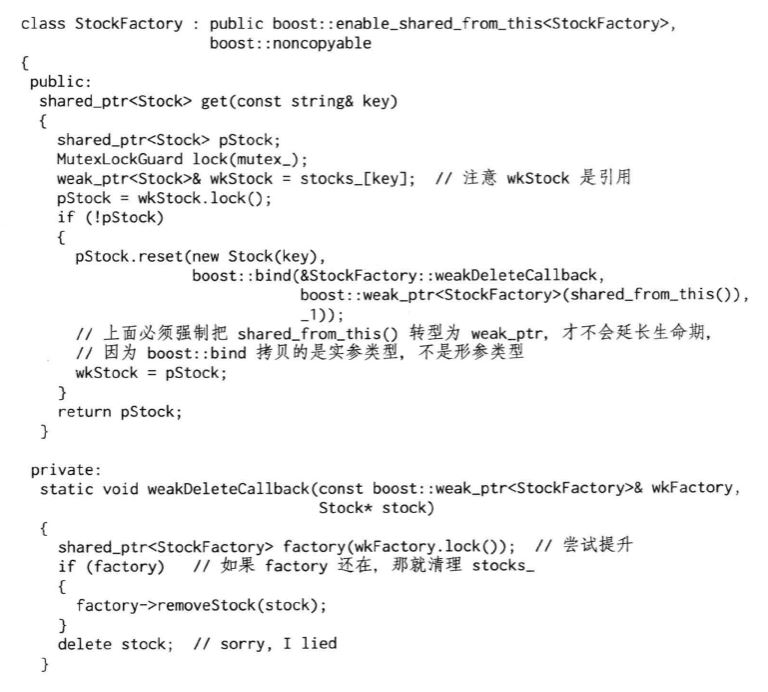 class StockFactory : public boost::enable_shared_from_this<StockFactory>,
                     boost::noncopyable
{
 public:
  shared_ptr<Stock> get(const string& key)
  {
    shared_ptr<Stock> pStock;
    MutexLockGuard lock(mutex_);
    weak_ptr<Stock>& wkStock = stocks_[key];  // 注意 wkStock 是引用
    pStock = wkStock.lock();
    if (!pStock)
    {
      pStock.reset(new Stock(key),
                   boost::bind(&StockFactory::weakDeleteCallback,
                               boost::weak_ptr<StockFactory>(shared_from_this()),
                               _1));
      // 上面必须强制把 shared_from_this() 转型为 weak_ptr, 才不会延长生命期,
      // 因为 boost::bind 拷贝的是实参类型, 不是形参类型
      wkStock = pStock;
    }
    return pStock;
  }
 private:
  static void weakDeleteCallback(const boost::weak_ptr<StockFactory>& wkFactory,
                                 Stock* stock)
  {
    shared_ptr<StockFactory> factory(wkFactory.lock());  // 尝试提升
    if (factory)   // 如果 factory 还在, 那就清理 stocks_
    {
      factory->removeStock(stock);
    }
    delete stock;  // sorry, I lied
  }